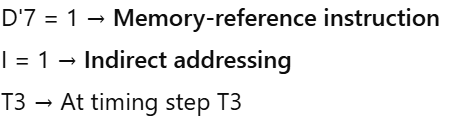 D'7 = 1 → Memory-reference instruction
I = 1 → Indirect addressing
T3 → At timing step T3